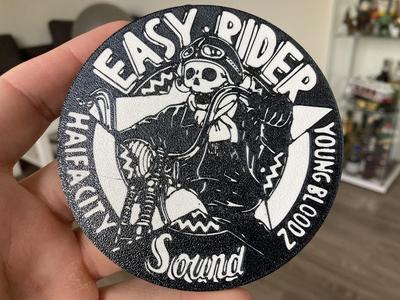 EASY RIDER
HAIFA CITY
YOUNG BLOODZ
Sound